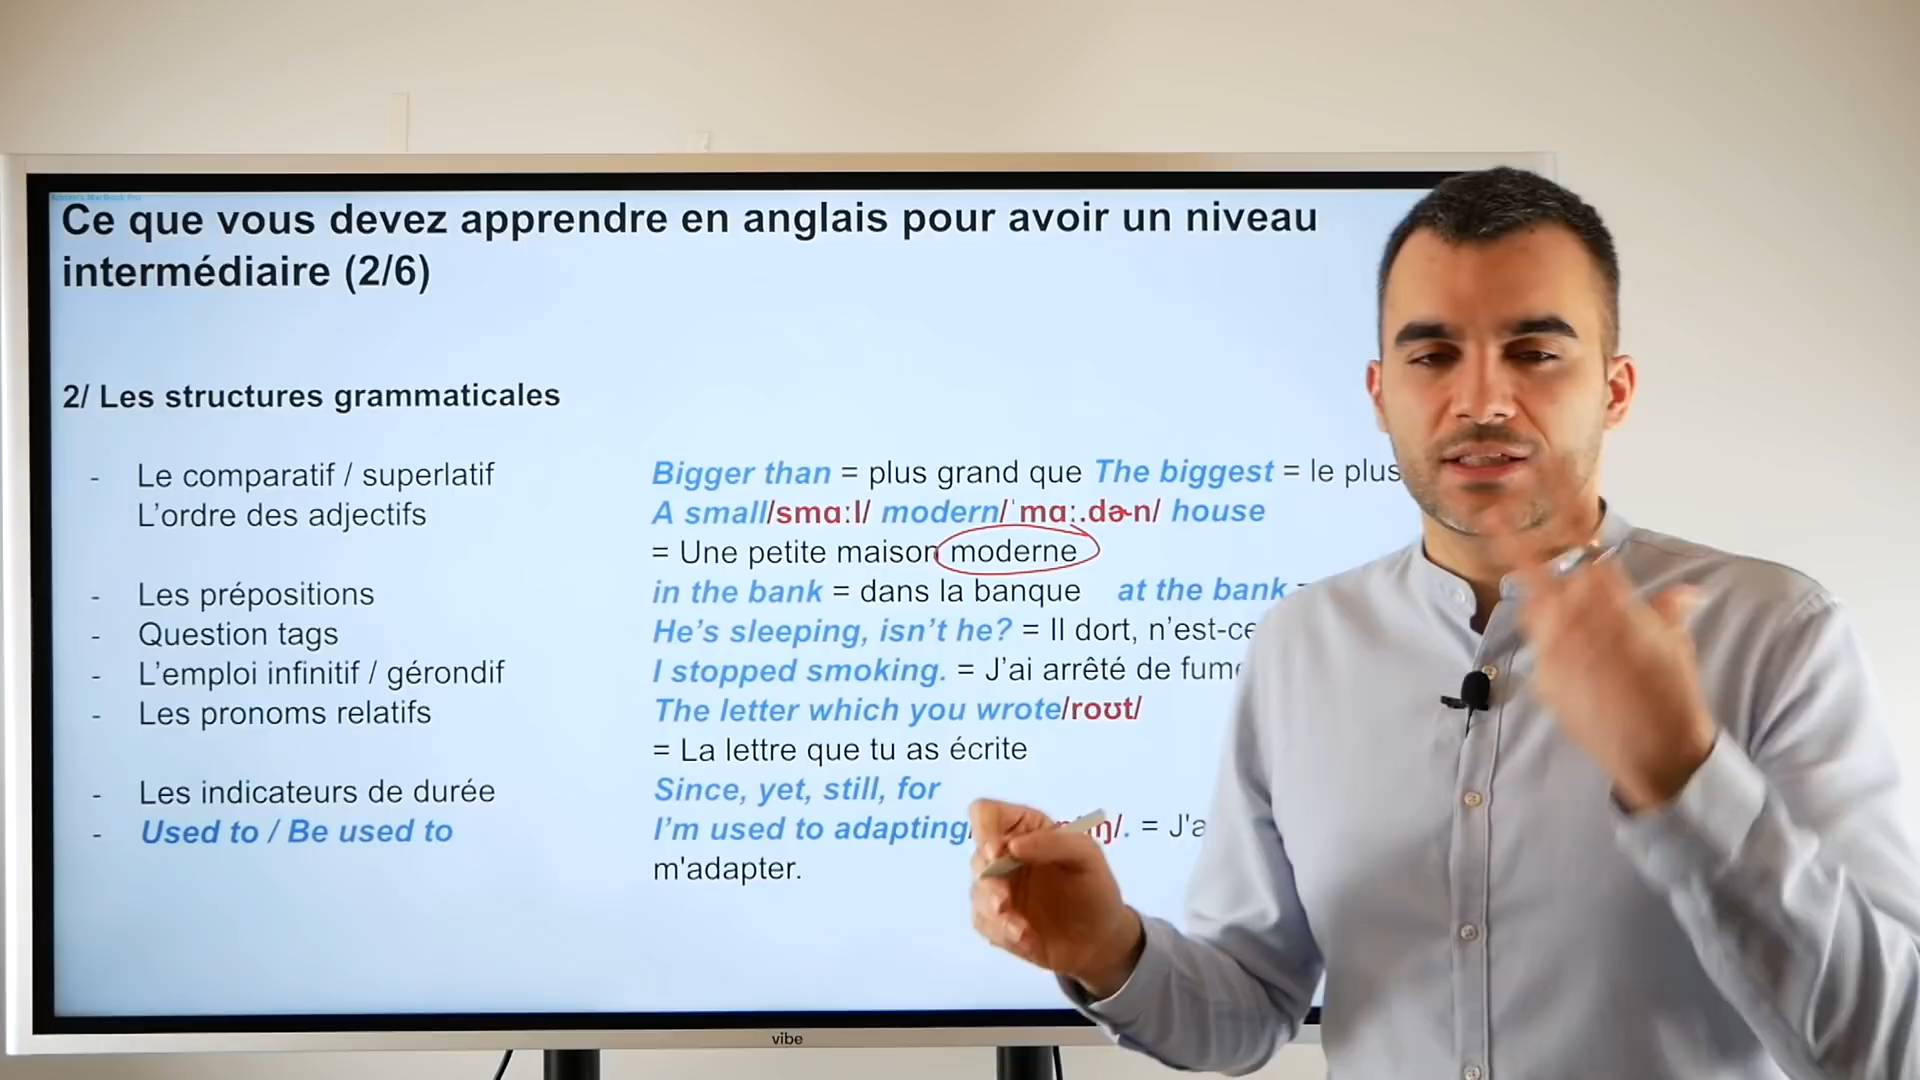 Ce que vous devez apprendre en anglais pour avoir un niveau
intermédiaire (2/6)
2/ Les structures grammaticales
- Le comparatif / superlatif Bigger than = plus grand que The biggest = le plus
L'ordre des adjectifs A small/smɑːl/ modern/ˈmɑː.dɚn/ house
= Une petite maison moderne
- Les prépositions in the bank = dans la banque at the bank =
- Question tags He's sleeping, isn't he? = Il dort, n'est-ce
- L'emploi infinitif / gérondif I stopped smoking. = J'ai arrêté de
- Les pronoms relatifs The letter which you wrote/roʊt/
= La lettre que tu as écrite
- Les indicateurs de durée Since, yet, still, for
- Used to / Be used to I'm used to adapting = J'a
m'adapter.
vibe